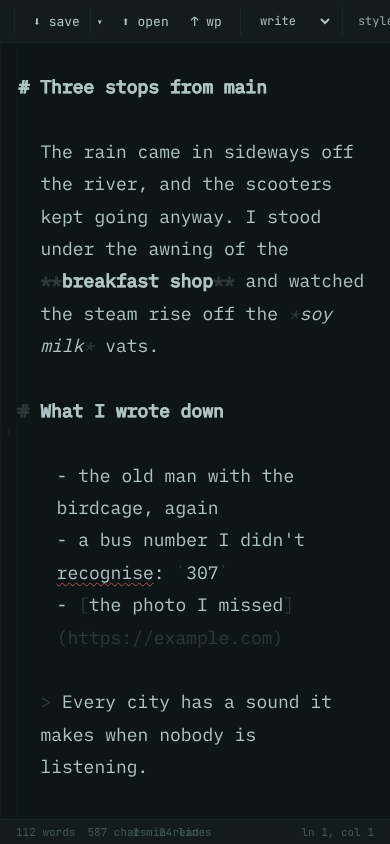 ⬇ save ▾ ⬆ open ↑ wp write style
# Three stops from main
The rain came in sideways off
the river, and the scooters
kept going anyway. I stood
under the awning of the
**breakfast shop** and watched
the steam rise off the *soy
milk* vats.
# What I wrote down
- the old man with the
birdcage, again
- a bus number I didn't
recognise: `307`
- [the photo I missed]
(https://example.com)
> Every city has a sound it
makes when nobody is
listening.
112 words 587 chars ln 1, col 1